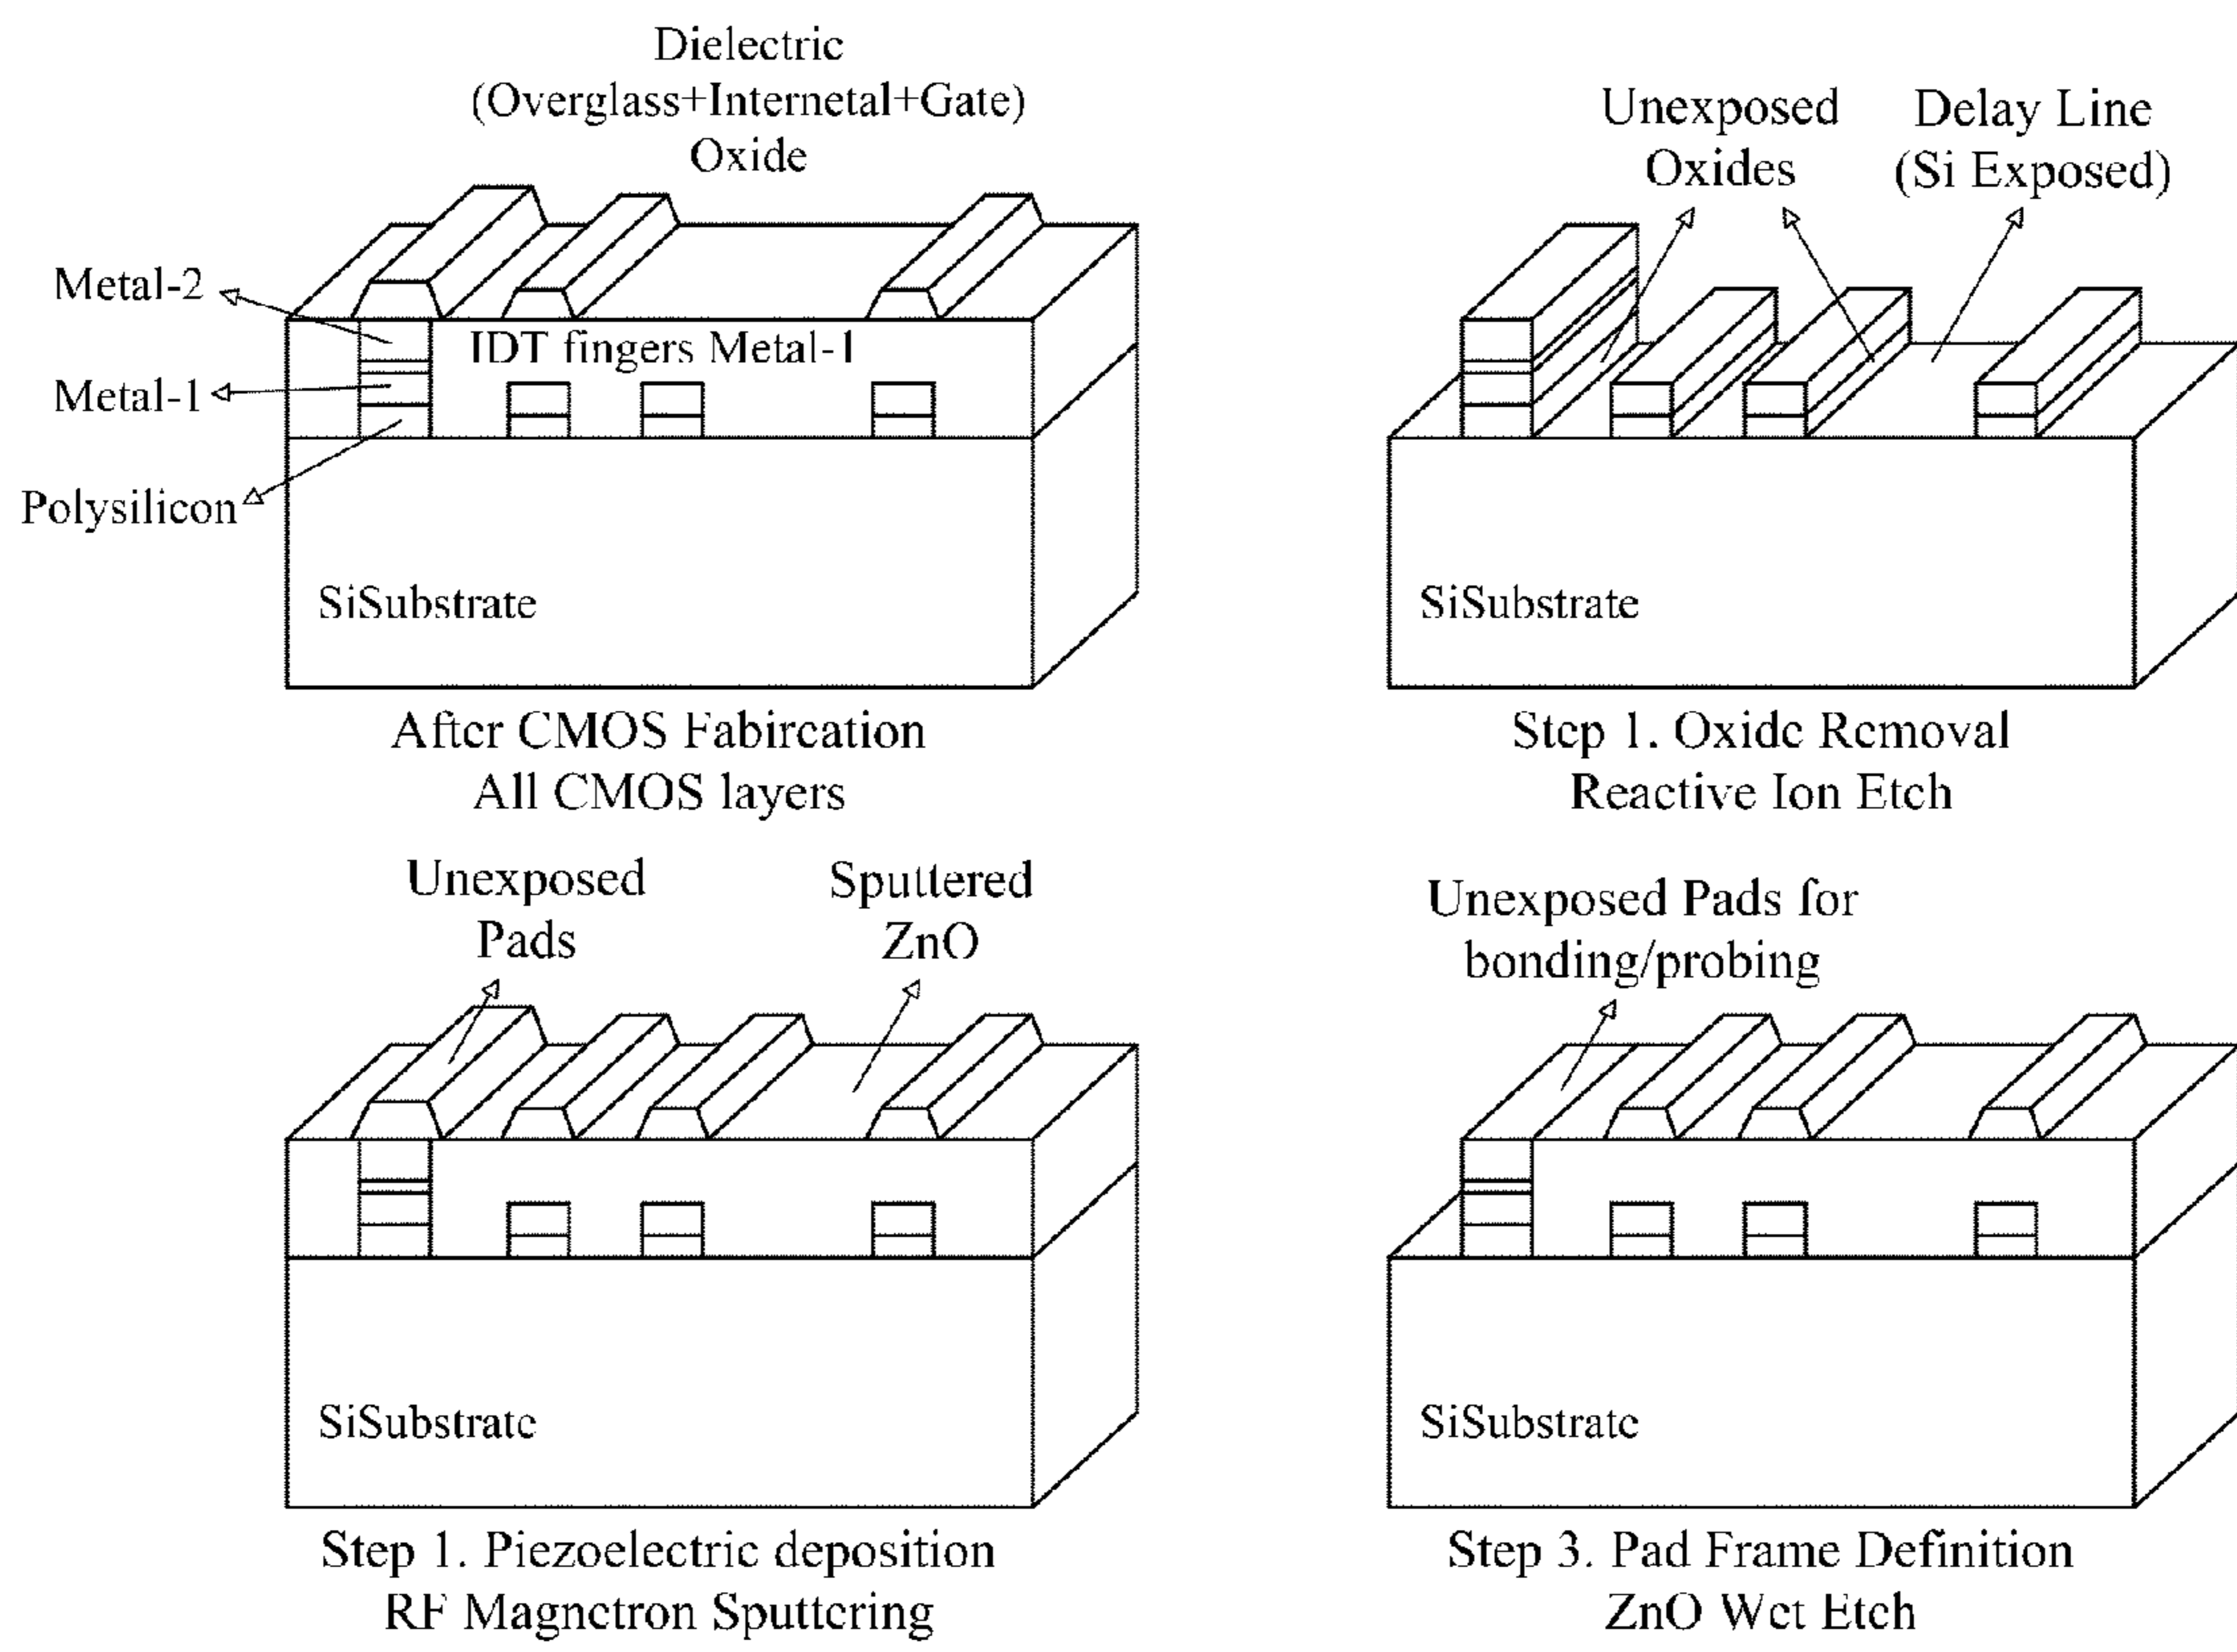 Dielectric
(Overglass+Internetal+Gate)
Oxide
Metal-2
IDT fingers Metal-1
Metal-1
Polysilicon
SiSubstrate
After CMOS Fabircation
All CMOS layers
Unexposed
Oxides
Delay Line
(Si Exposed)
SiSubstrate
Step 1. Oxide Removal
Reactive Ion Etch
Unexposed
Pads
Sputtered
ZnO
SiSubstrate
Step 1. Piezoelectric deposition
RF Magnetron Sputtering
Unexposed Pads for
bonding/probing
SiSubstrate
Step 3. Pad Frame Definition
ZnO Wet Etch